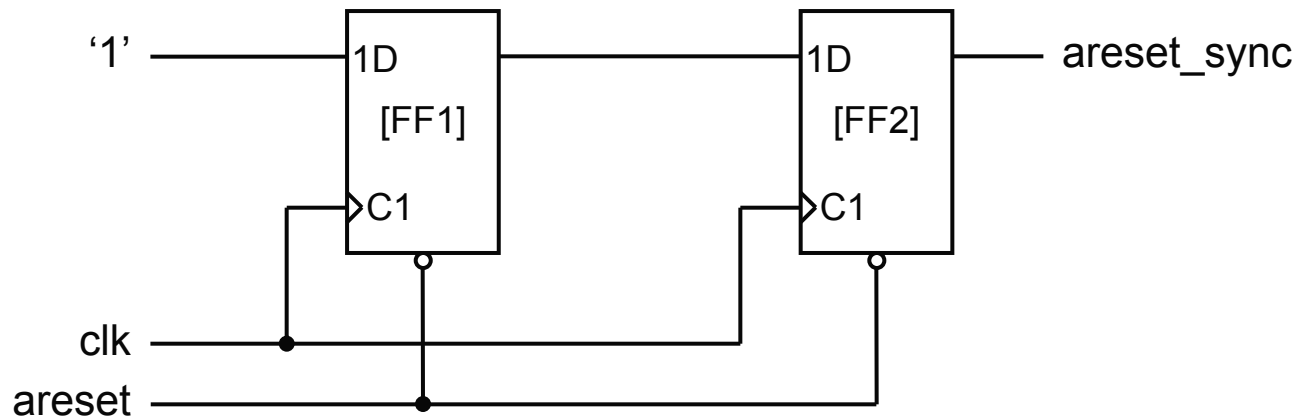 ‘1’
1D
1D
areset_sync
[FF1]
[FF2]
C1
C1
clk
areset